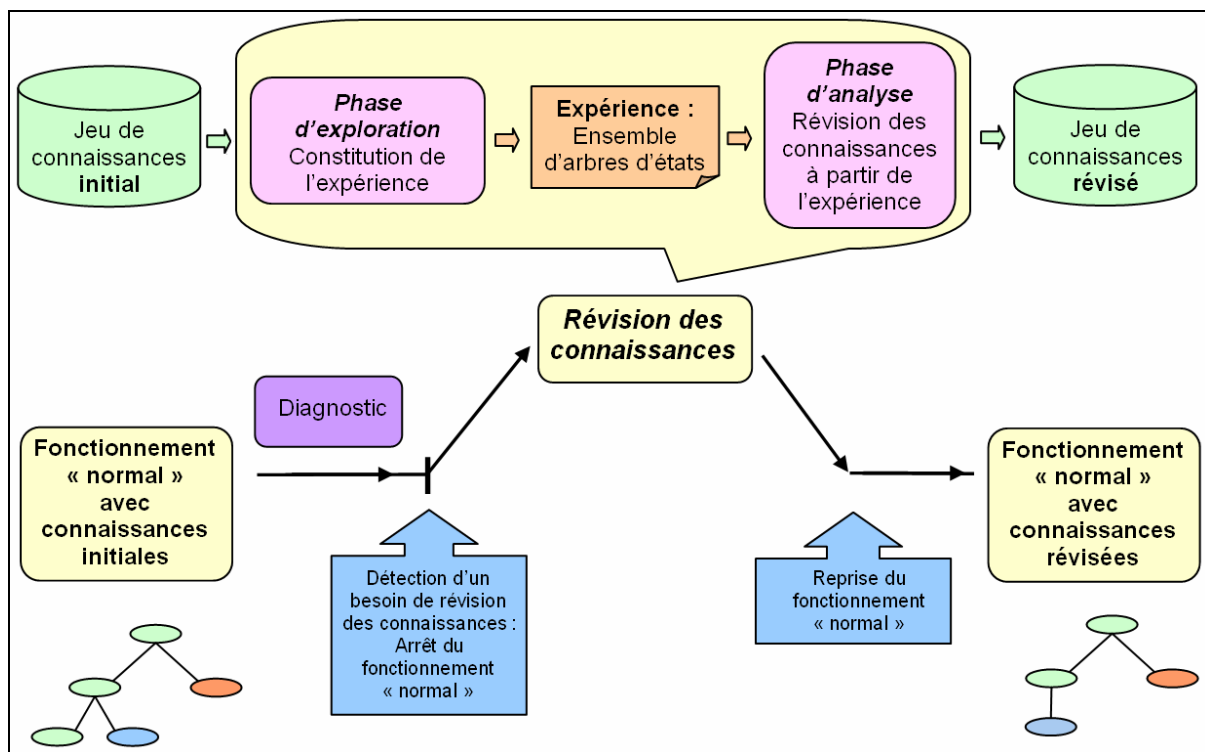 Jeu de
connaissances
initial
Phase
d'exploration
Constitution de
l'expérience
Expérience :
Ensemble
d'arbres d'états
Phase
d'analyse
Révision des
connaissances
à partir de
l'expérience
Jeu de
connaissances
révisé
Révision des
connaissances
Diagnostic
Fonctionnement
« normal »
avec
connaissances
initiales
Détection d'un
besoin de révision
des connaissances :
Arrêt du
fonctionnement
« normal »
Reprise du
fonctionnement
« normal »
Fonctionnement
« normal »
avec
connaissances
révisées